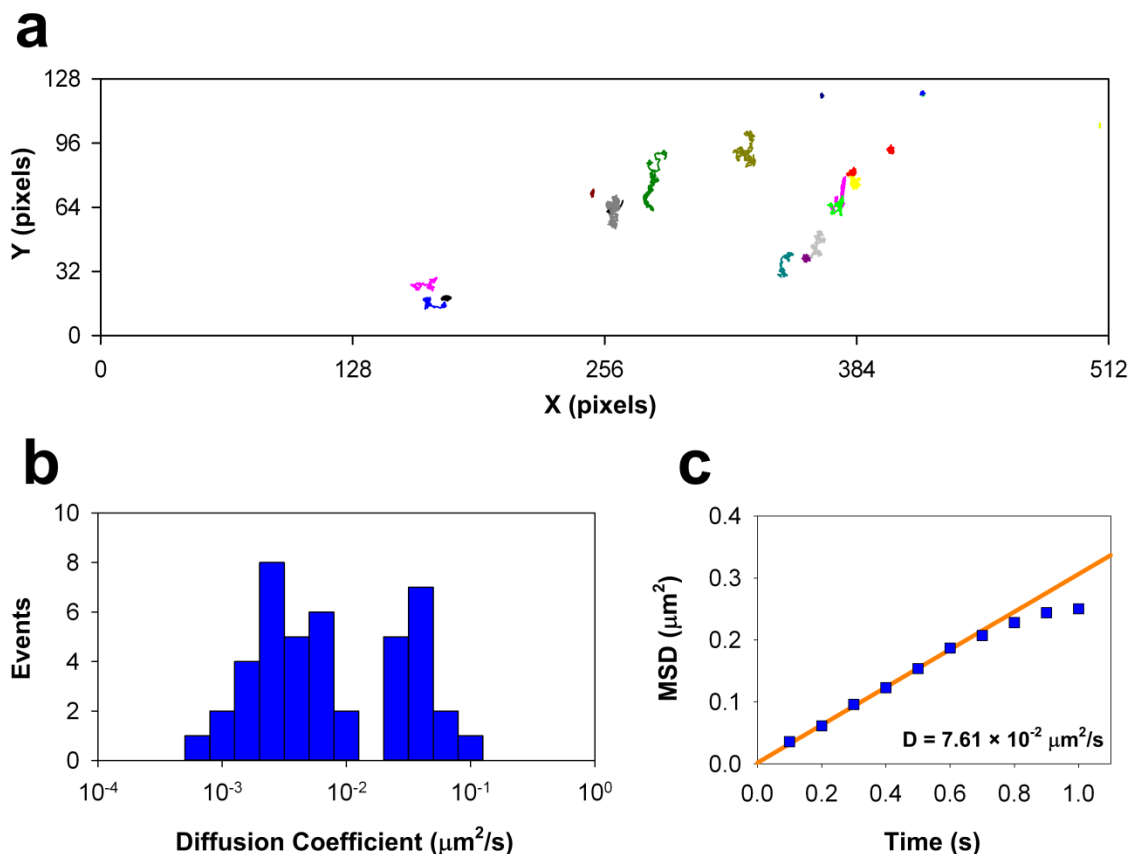 a
128
96
64
32
0
Y (pixels)
0 128 256 384 512
X (pixels)
b
10
8
6
4
2
0
Events
10⁻⁴ 10⁻³ 10⁻² 10⁻¹ 10⁰
Diffusion Coefficient (μm²/s)
c
0.4
0.3
0.2
0.1
0.0
MSD (μm²)
D = 7.61 × 10⁻² μm²/s
0.0 0.2 0.4 0.6 0.8 1.0
Time (s)